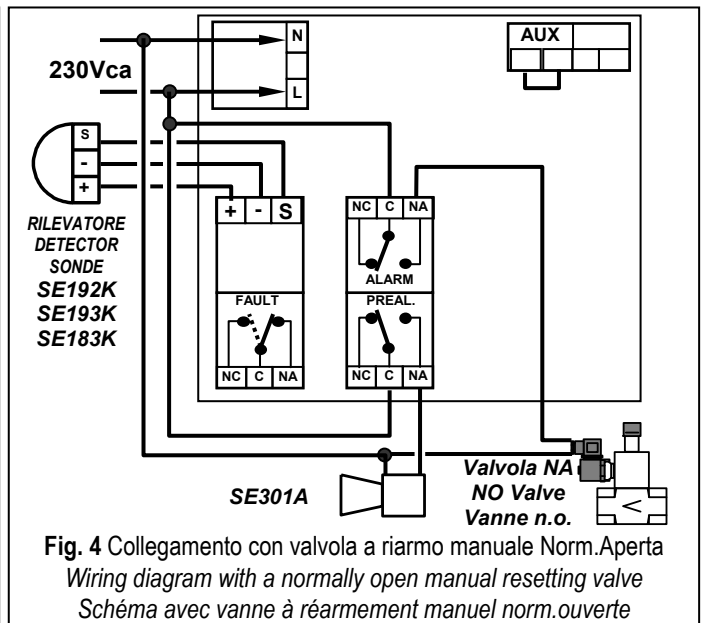 N
AUX
230Vca
L
S
-
+
RILEVATORE
DETECTOR
SONDE
SE192K
SE193K
SE183K
+ - S
FAULT
NC C NA
NC C NA
ALARM
PREAL.
NC C NA
SE301A
Valvola NA
NO Valve
Vanne n.o.
Fig. 4 Collegamento con valvola a riarmo manuale Norm.Aperta
Wiring diagram with a normally open manual resetting valve
Schéma avec vanne à réarmement manuel norm.ouverte